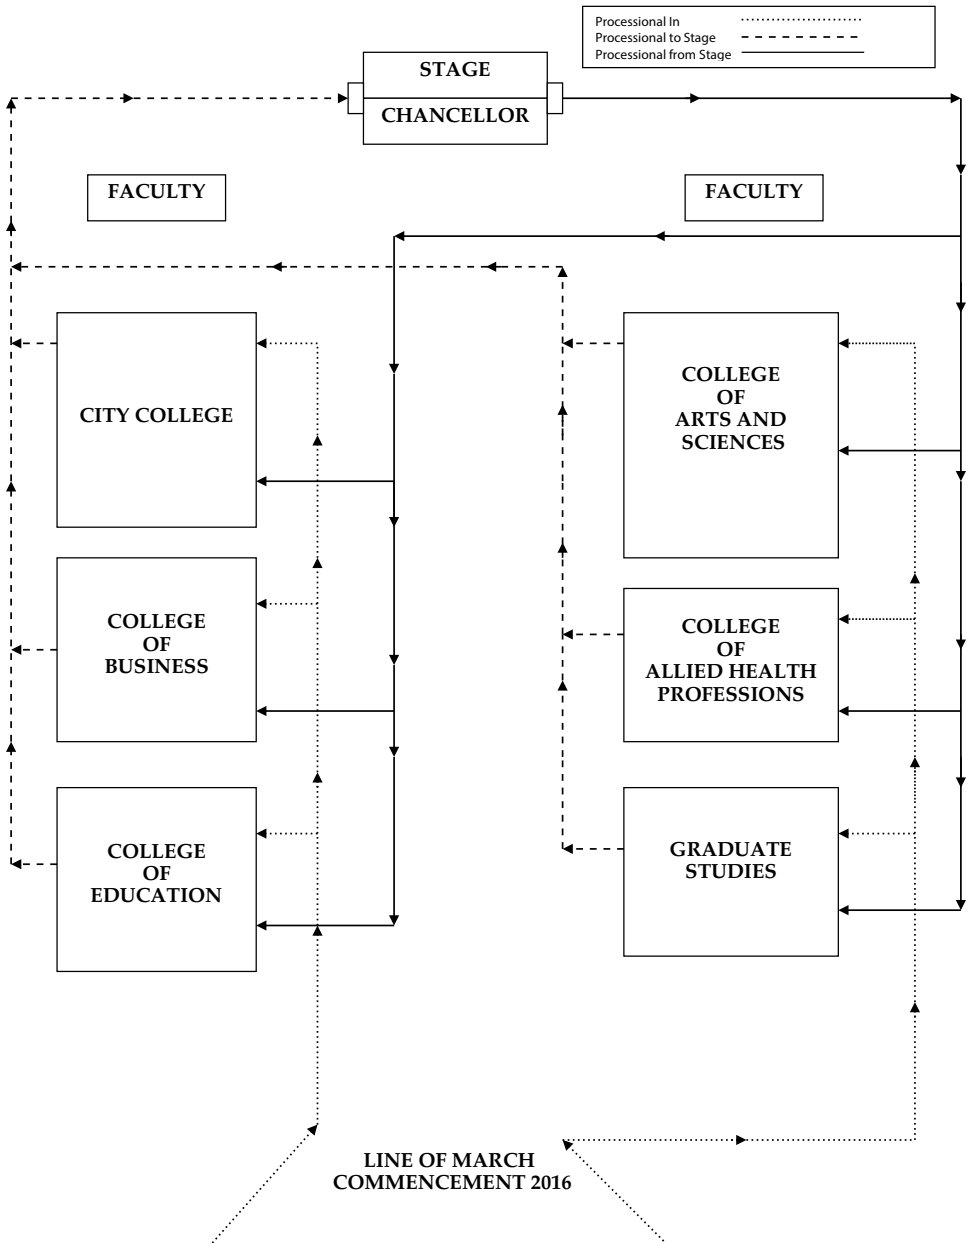 Processional In
Processional to Stage
Processional from Stage
STAGE
CHANCELLOR
FACULTY
FACULTY
CITY COLLEGE
COLLEGE
OF
ARTS AND
SCIENCES
COLLEGE
OF
BUSINESS
COLLEGE
OF
ALLIED HEALTH
PROFESSIONS
COLLEGE
OF
EDUCATION
GRADUATE
STUDIES
LINE OF MARCH
COMMENCEMENT 2016